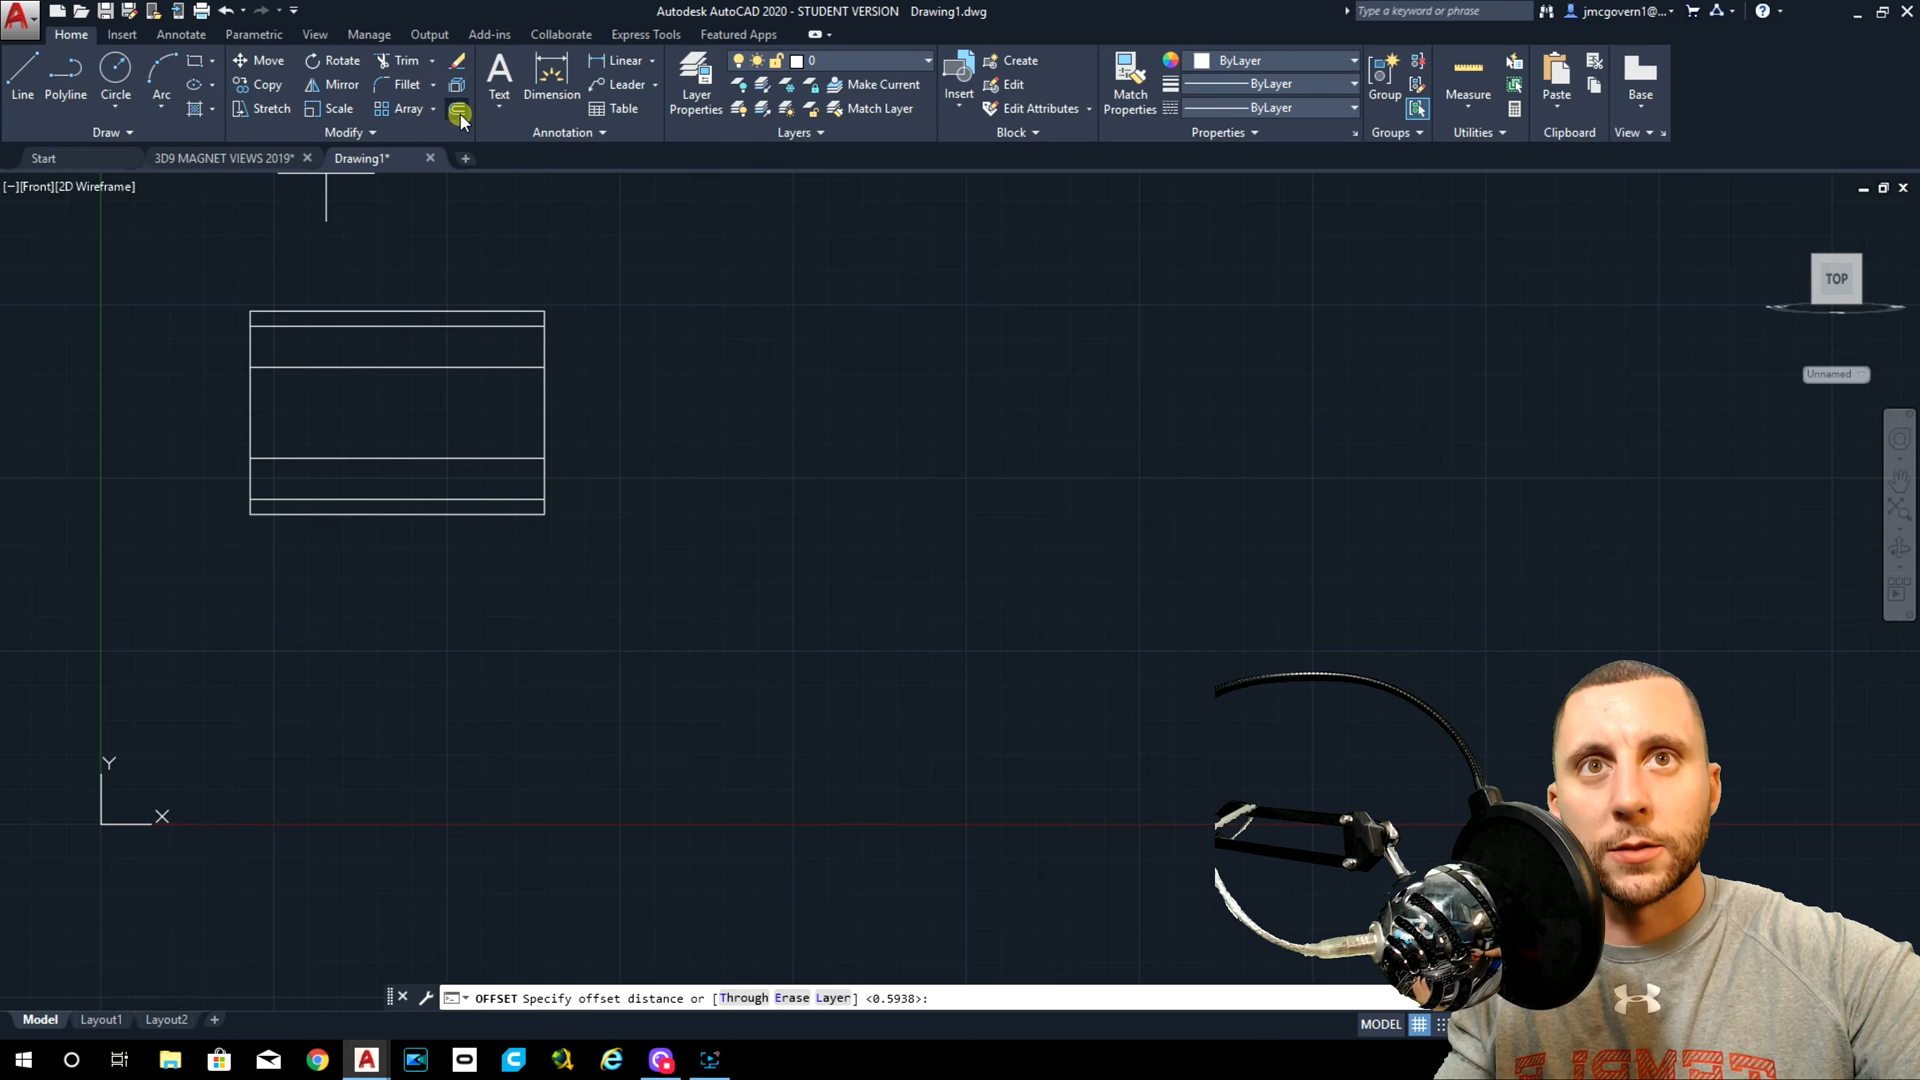 Autodesk AutoCAD 2020 - STUDENT VERSION Drawing1.dwg
Type a keyword or phrase
jmcgovern1@...
Home Insert Annotate Parametric View Manage Output Add-ins Collaborate Express Tools Featured Apps
Line Polyline Circle Arc
Move Rotate Trim
Copy Mirror Fillet
Stretch Scale Array
Text Dimension
Linear
Leader
Table
Layer Properties
0
Make Current
Match Layer
Insert
Create
Edit
Edit Attributes
Match Properties
ByLayer
ByLayer
ByLayer
Group
Measure
Paste
Base
Draw Modify Annotation Layers Block Properties Groups Utilities Clipboard View
Start 3D9 MAGNET VIEWS 2019* Drawing1*
[−][Front][2D Wireframe]
TOP
Unnamed
Y
X
OFFSET Specify offset distance or [Through Erase Layer] <0.5938>:
Model Layout1 Layout2
MODEL
TEMPLE